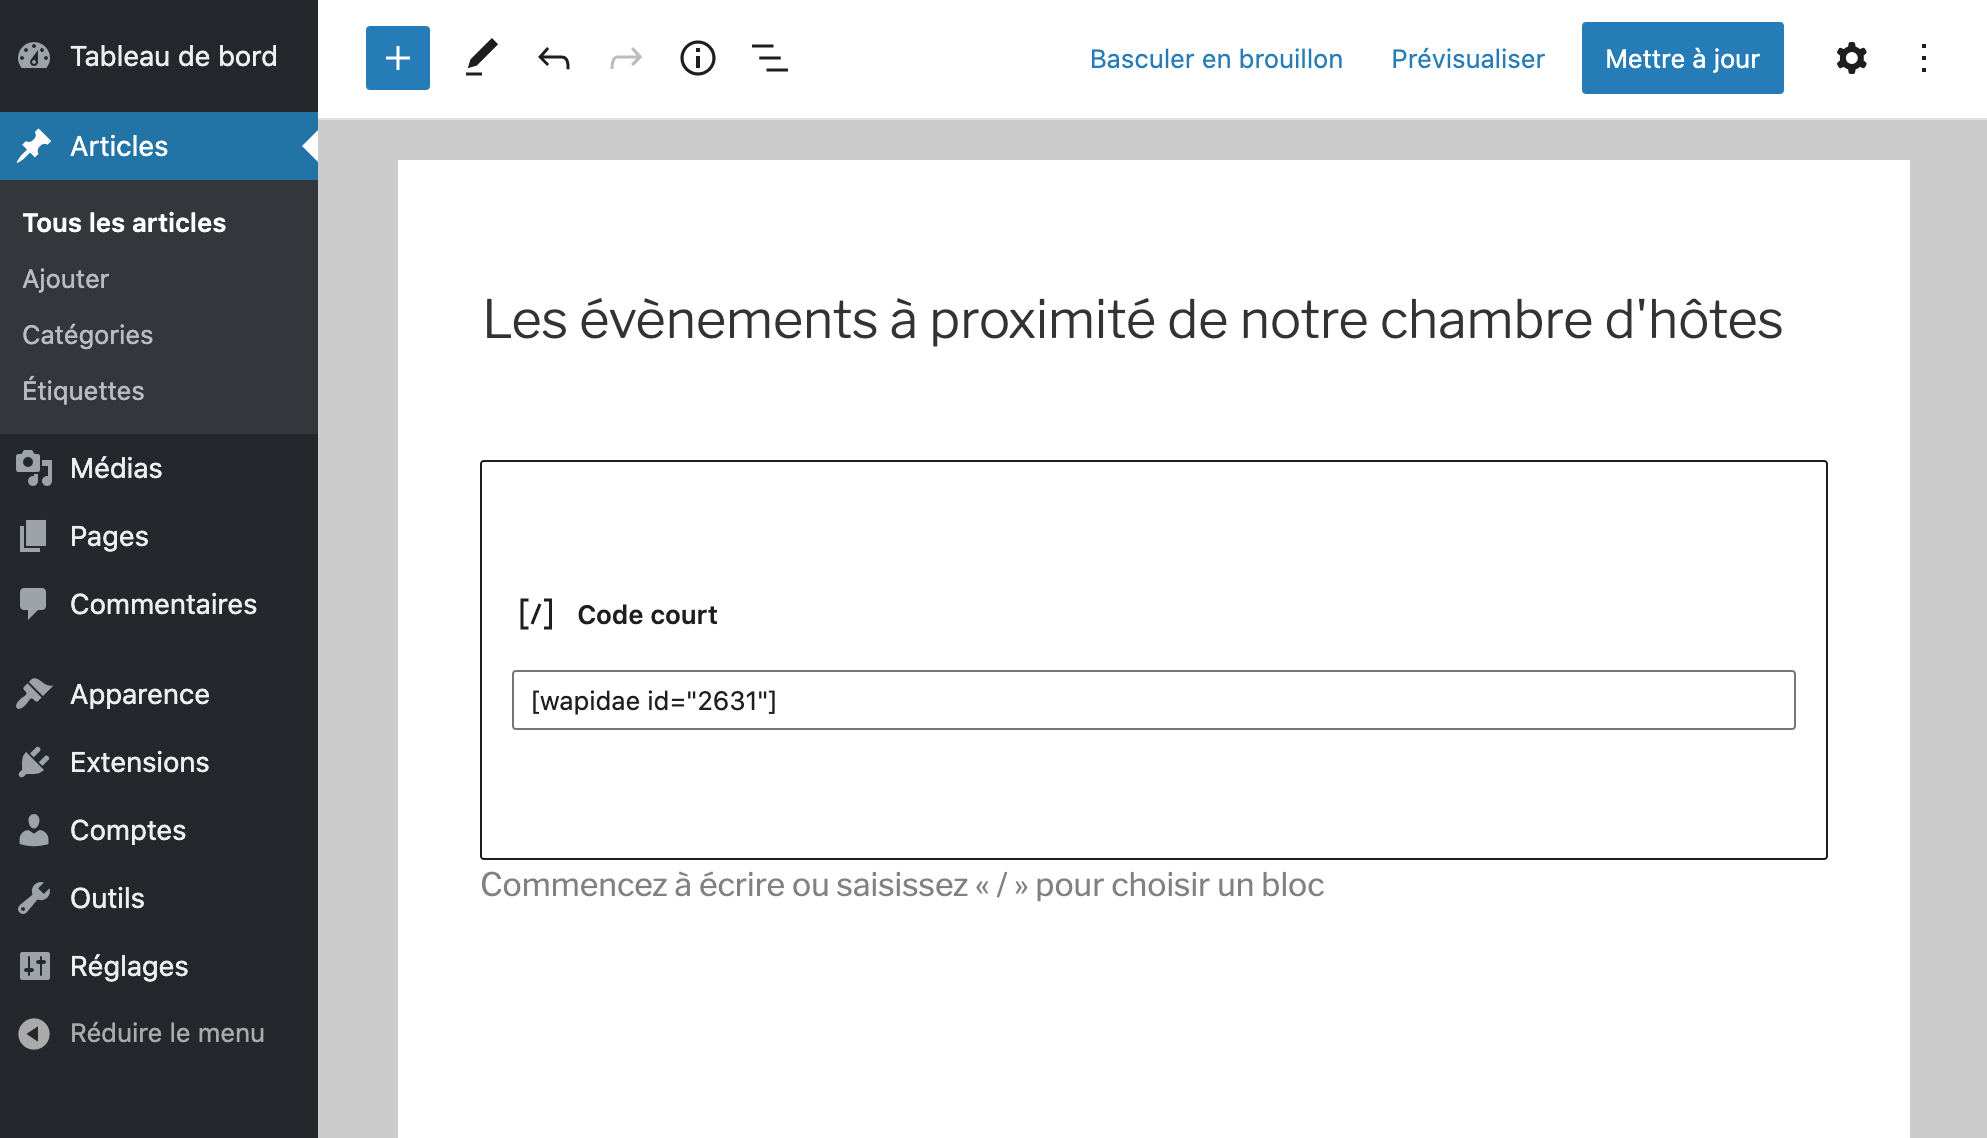 Tableau de bord
Articles
Tous les articles
Ajouter
Catégories
Étiquettes
Médias
Pages
Commentaires
Apparence
Extensions
Comptes
Outils
Réglages
Réduire le menu
Basculer en brouillon
Prévisualiser
Mettre à jour
Les évènements à proximité de notre chambre d'hôtes
[/] Code court
[wapidae id="2631"]
Commencez à écrire ou saisissez « / » pour choisir un bloc